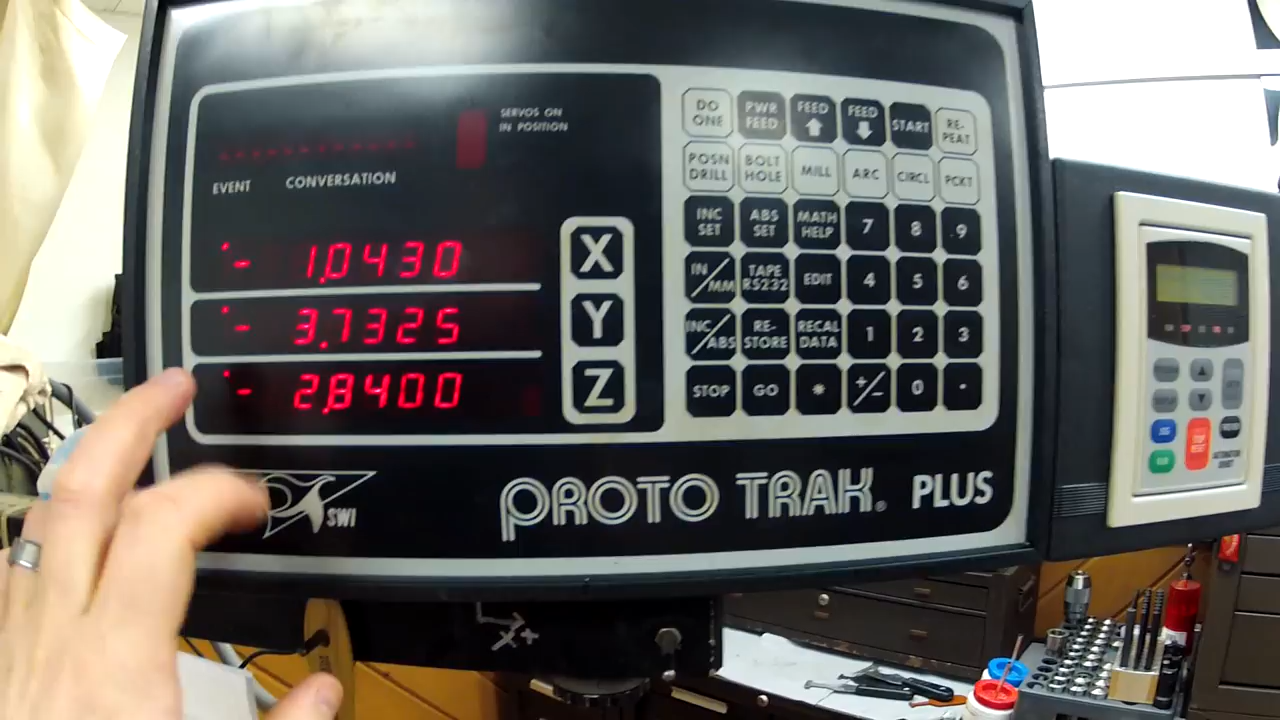 SERVOS ON
IN POSITION
EVENT CONVERSATION
- 1.0430
- 3.7325
- 2.8400
X
Y
Z
DO ONE PWR FEED FEED FEED START RE-PEAT
POSN DRILL BOLT HOLE MILL ARC CIRCL PCKT
INC SET ABS SET MATH HELP 7 8 9
IN/MM TAPE RS232 EDIT 4 5 6
INC/ABS RE-STORE RECAL DATA 1 2 3
STOP GO * +/- 0 .
SWI
PROTO TRAK® PLUS
X+